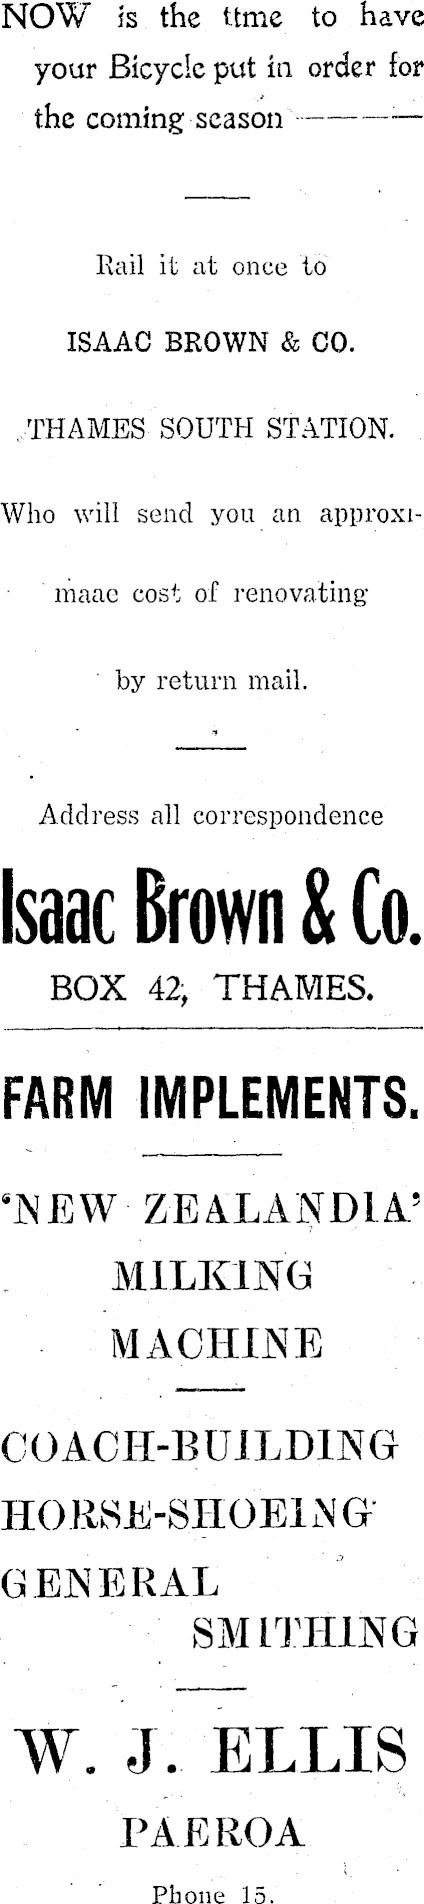 NOW is the ttme to have
your Bicycle put in order for
the coming season ————
Rail it at once to
ISAAC BROWN & CO.
THAMES SOUTH STATION.
Who will send you an approxi-
maae cost of renovating
by return mail.
Address all correspondence
Isaac Brown & Co.
BOX 42, THAMES.
FARM IMPLEMENTS.
‘NEW ZEALANDIA’
MILKING
MACHINE
COACH-BUILDING
HORSE-SHOEING
GENERAL
SMITHING
W. J. ELLIS
PAEROA
Phone 15.